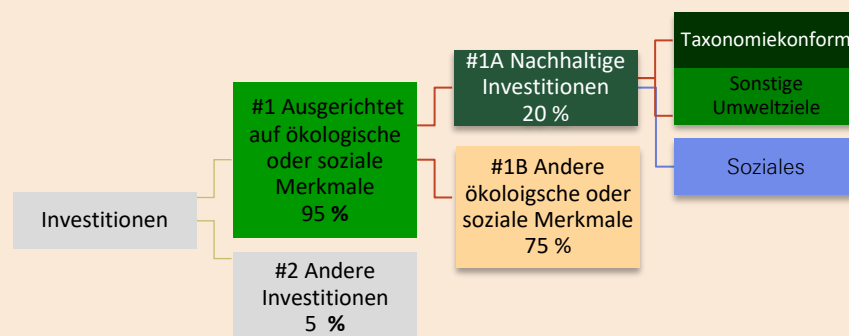 Investitionen
#1 Ausgerichtet
auf ökologische
oder soziale
Merkmale
95 %
#2 Andere
Investitionen
5 %
#1A Nachhaltige
Investitionen
20 %
#1B Andere
ökoloigsche oder
soziale Merkmale
75 %
Taxonomiekonform
Sonstige
Umweltziele
Soziales